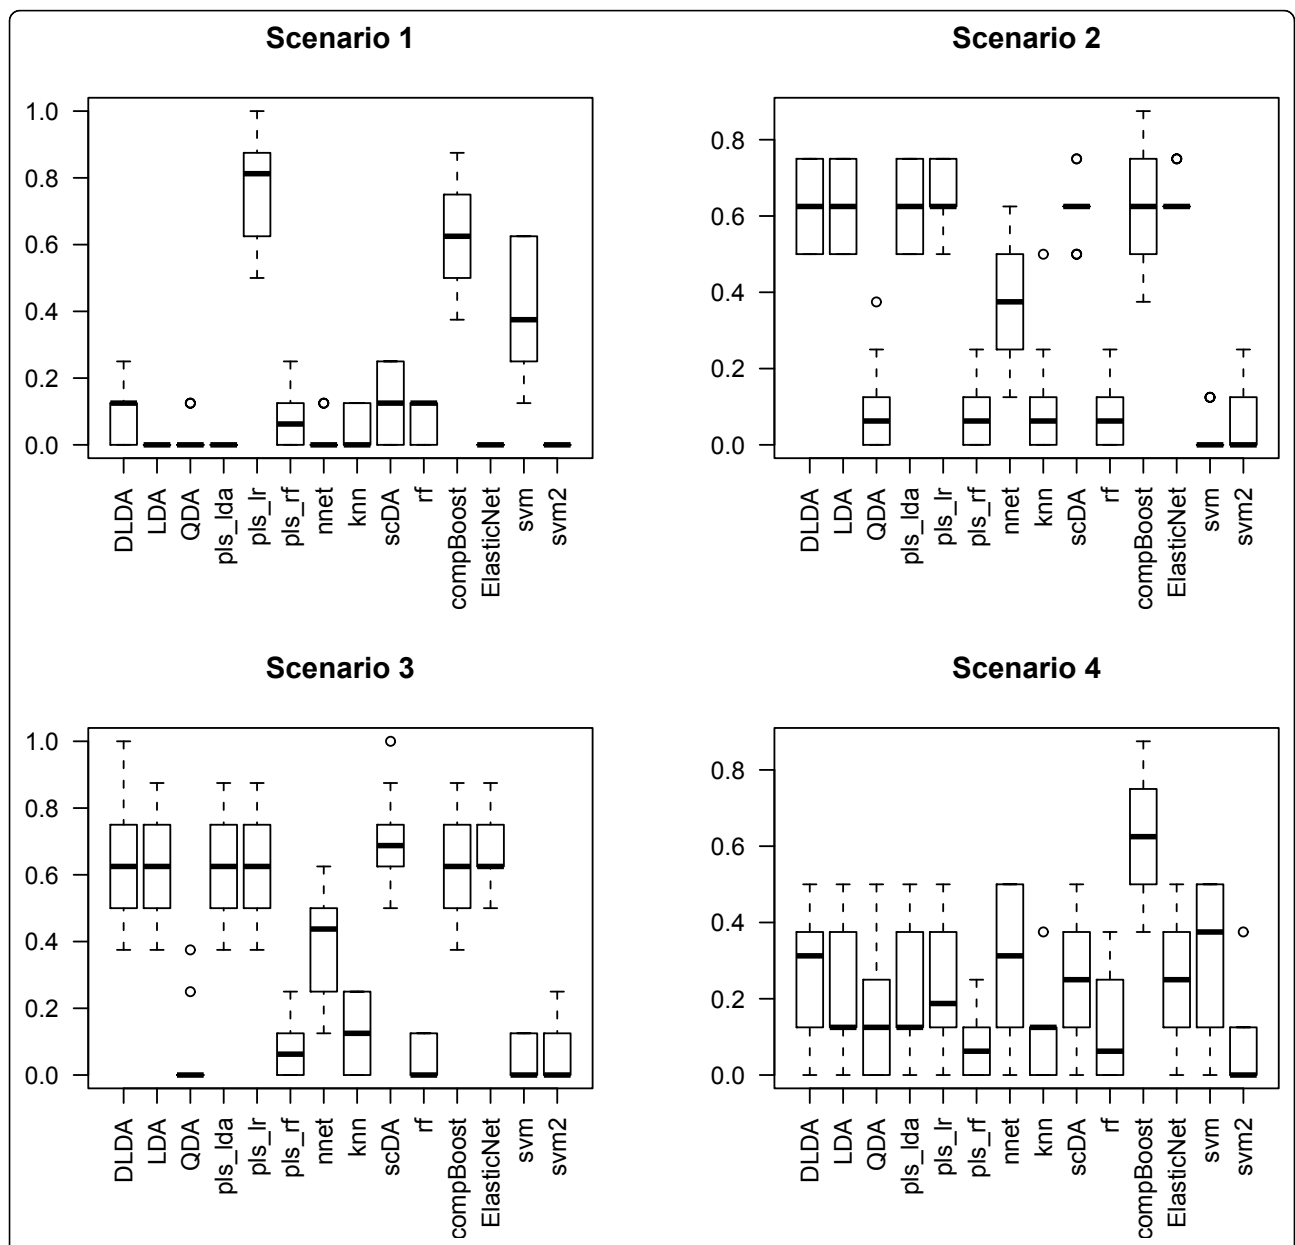 Scenario 1
1.0
0.8
0.6
0.4
0.2
0.0
DLDA
LDA
QDA
pls_lda
pls_lr
pls_rf
nnet
knn
scDA
rf
compBoost
ElasticNet
svm
svm2
Scenario 2
0.8
0.6
0.4
0.2
0.0
DLDA
LDA
QDA
pls_lda
pls_lr
pls_rf
nnet
knn
scDA
rf
compBoost
ElasticNet
svm
svm2
Scenario 3
1.0
0.8
0.6
0.4
0.2
0.0
DLDA
LDA
QDA
pls_lda
pls_lr
pls_rf
nnet
knn
scDA
rf
compBoost
ElasticNet
svm
svm2
Scenario 4
0.8
0.6
0.4
0.2
0.0
DLDA
LDA
QDA
pls_lda
pls_lr
pls_rf
nnet
knn
scDA
rf
compBoost
ElasticNet
svm
svm2